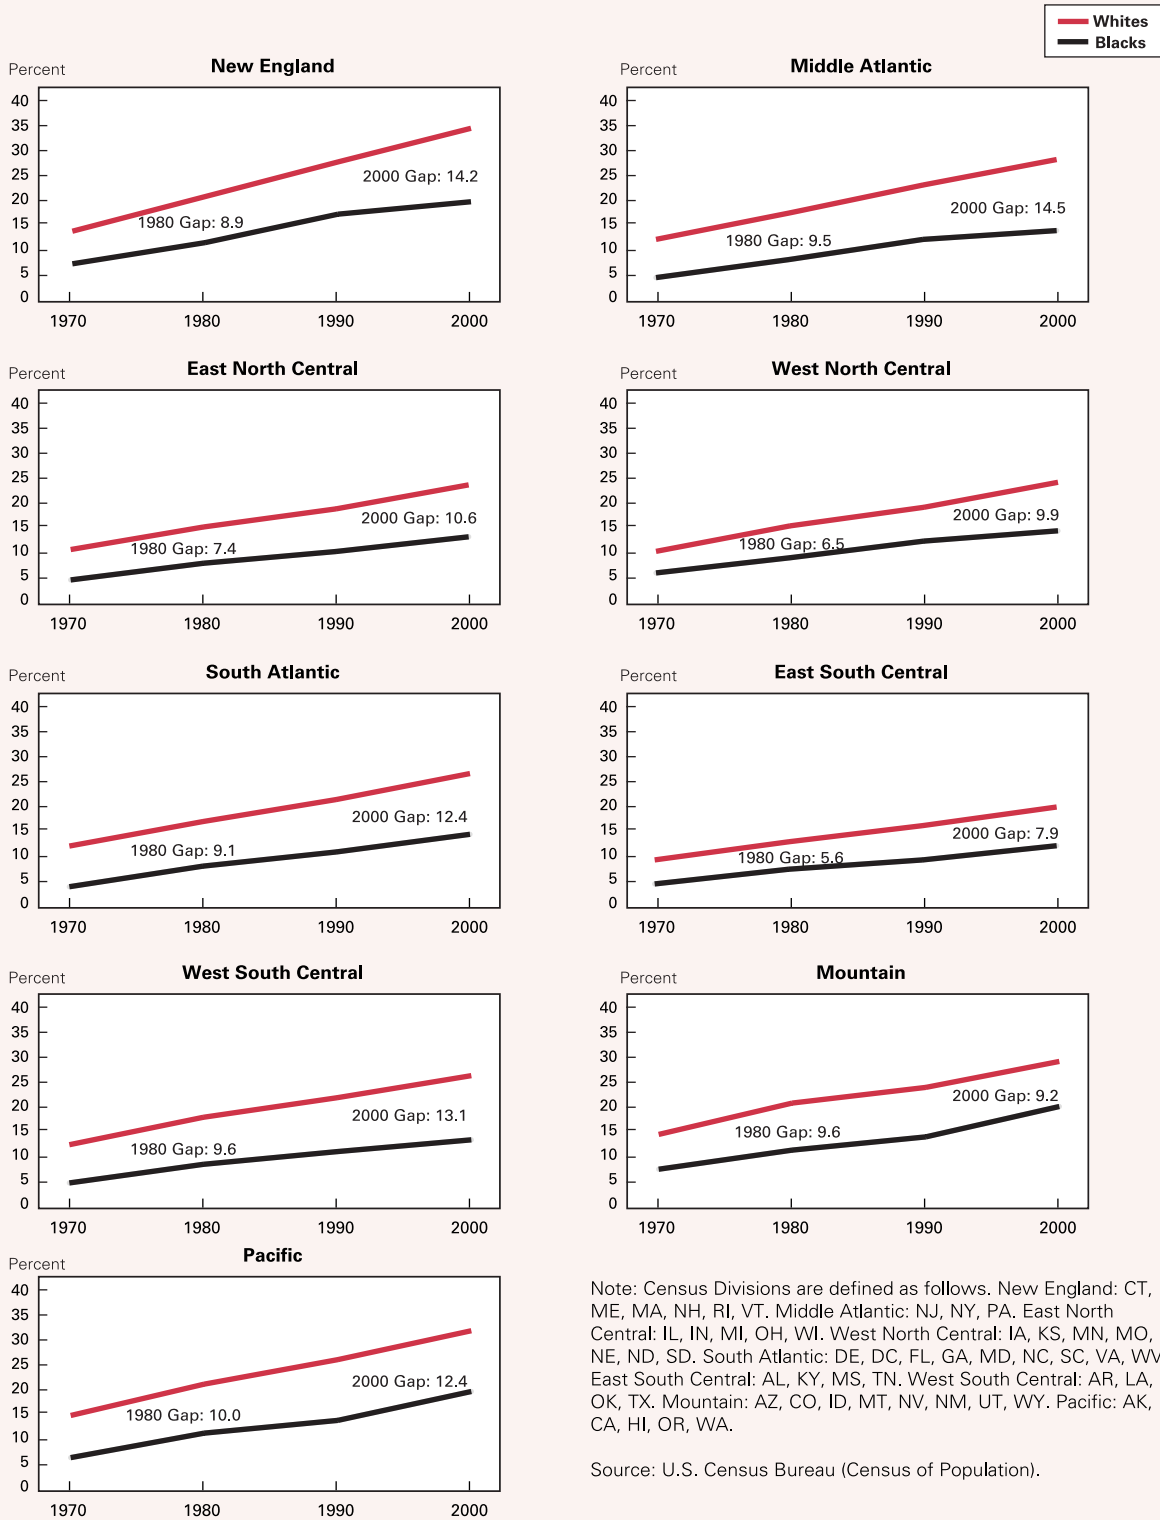 Whites
Blacks
Percent
New England
40
35
30
25
20
15
10
5
0
2000 Gap: 14.2
1980 Gap: 8.9
1970 1980 1990 2000
Percent
Middle Atlantic
40
35
30
25
20
15
10
5
0
2000 Gap: 14.5
1980 Gap: 9.5
1970 1980 1990 2000
Percent
East North Central
40
35
30
25
20
15
10
5
0
2000 Gap: 10.6
1980 Gap: 7.4
1970 1980 1990 2000
Percent
West North Central
40
35
30
25
20
15
10
5
0
2000 Gap: 9.9
1980 Gap: 6.5
1970 1980 1990 2000
Percent
South Atlantic
40
35
30
25
20
15
10
5
0
2000 Gap: 12.4
1980 Gap: 9.1
1970 1980 1990 2000
Percent
East South Central
40
35
30
25
20
15
10
5
0
2000 Gap: 7.9
1980 Gap: 5.6
1970 1980 1990 2000
Percent
West South Central
40
35
30
25
20
15
10
5
0
2000 Gap: 13.1
1980 Gap: 9.6
1970 1980 1990 2000
Percent
Mountain
40
35
30
25
20
15
10
5
0
2000 Gap: 9.2
1980 Gap: 9.6
1970 1980 1990 2000
Percent
Pacific
40
35
30
25
20
15
10
5
0
2000 Gap: 12.4
1980 Gap: 10.0
1970 1980 1990 2000
Note: Census Divisions are defined as follows. New England: CT,
ME, MA, NH, RI, VT. Middle Atlantic: NJ, NY, PA. East North
Central: IL, IN, MI, OH, WI. West North Central: IA, KS, MN, MO,
NE, ND, SD. South Atlantic: DE, DC, FL, GA, MD, NC, SC, VA, WV
East South Central: AL, KY, MS, TN. West South Central: AR, LA,
OK, TX. Mountain: AZ, CO, ID, MT, NV, NM, UT, WY. Pacific: AK,
CA, HI, OR, WA.
Source: U.S. Census Bureau (Census of Population).